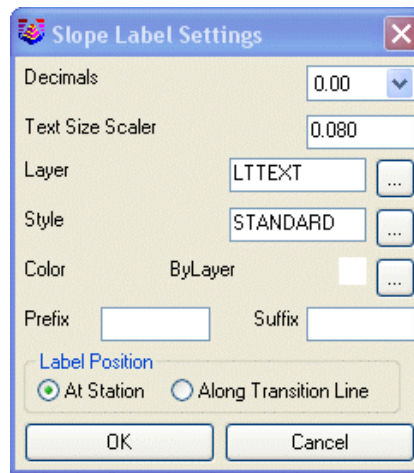 Slope Label Settings
Decimals 0.00
Text Size Scaler 0.080
Layer LTTEXT ...
Style STANDARD ...
Color ByLayer ...
Prefix Suffix
Label Position
At Station Along Transition Line
OK Cancel